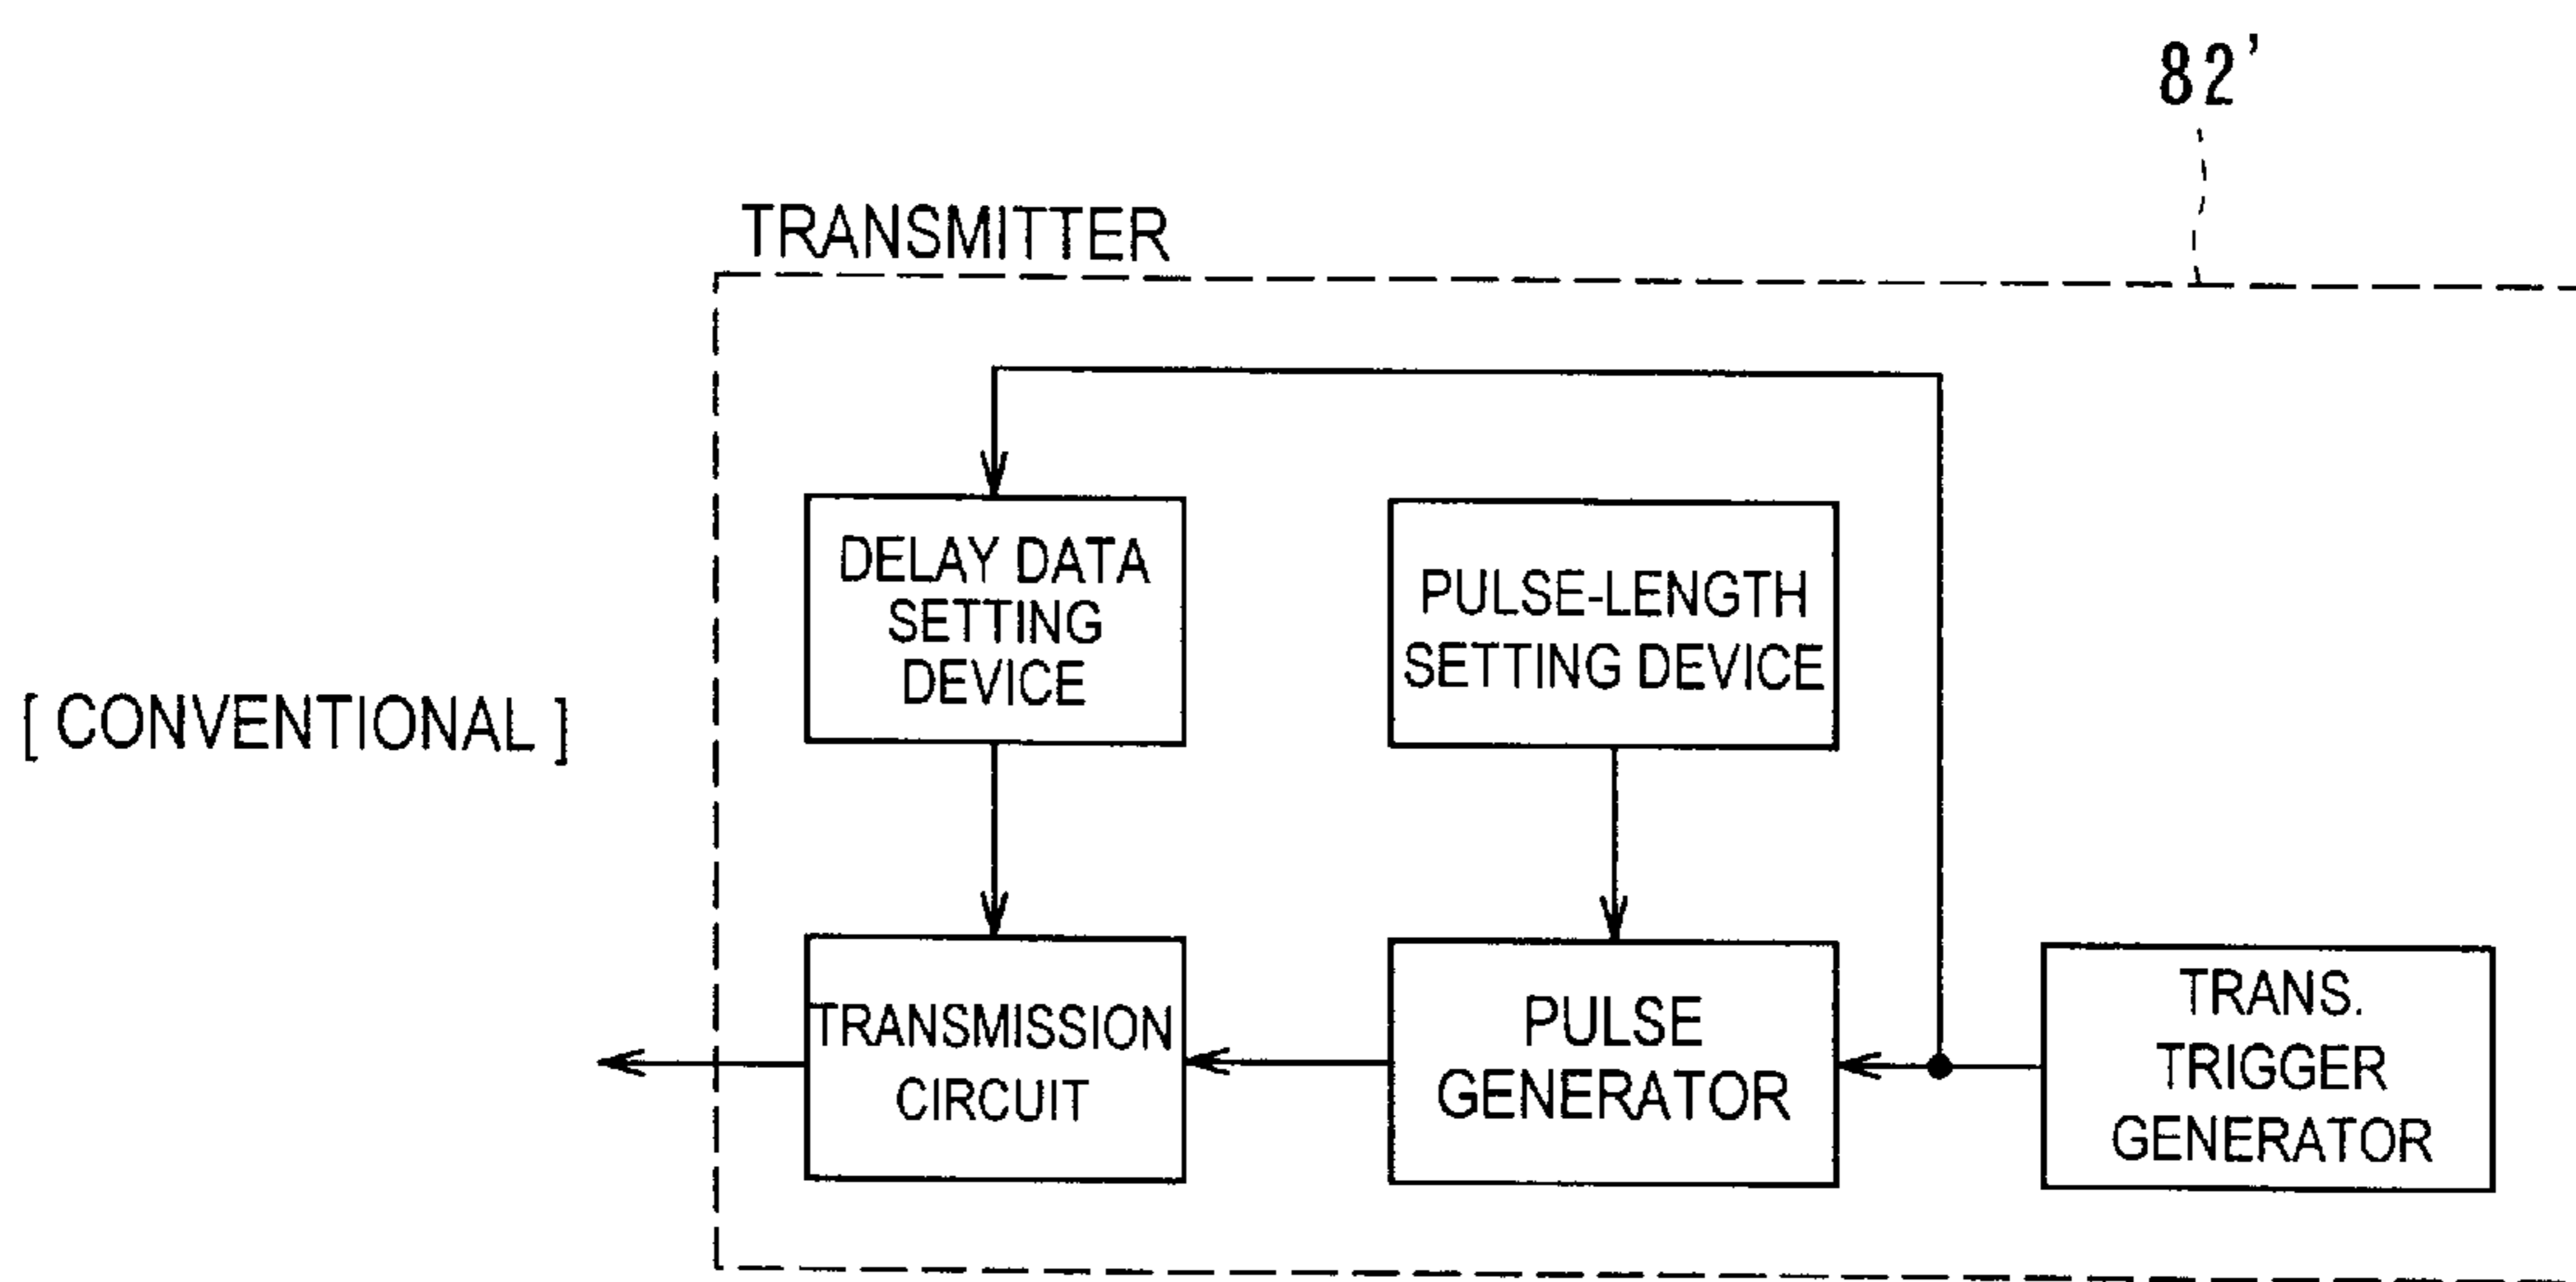 82'
TRANSMITTER
DELAY DATA
SETTING
DEVICE
PULSE-LENGTH
SETTING DEVICE
[ CONVENTIONAL ]
TRANSMISSION
CIRCUIT
PULSE
GENERATOR
TRANS.
TRIGGER
GENERATOR